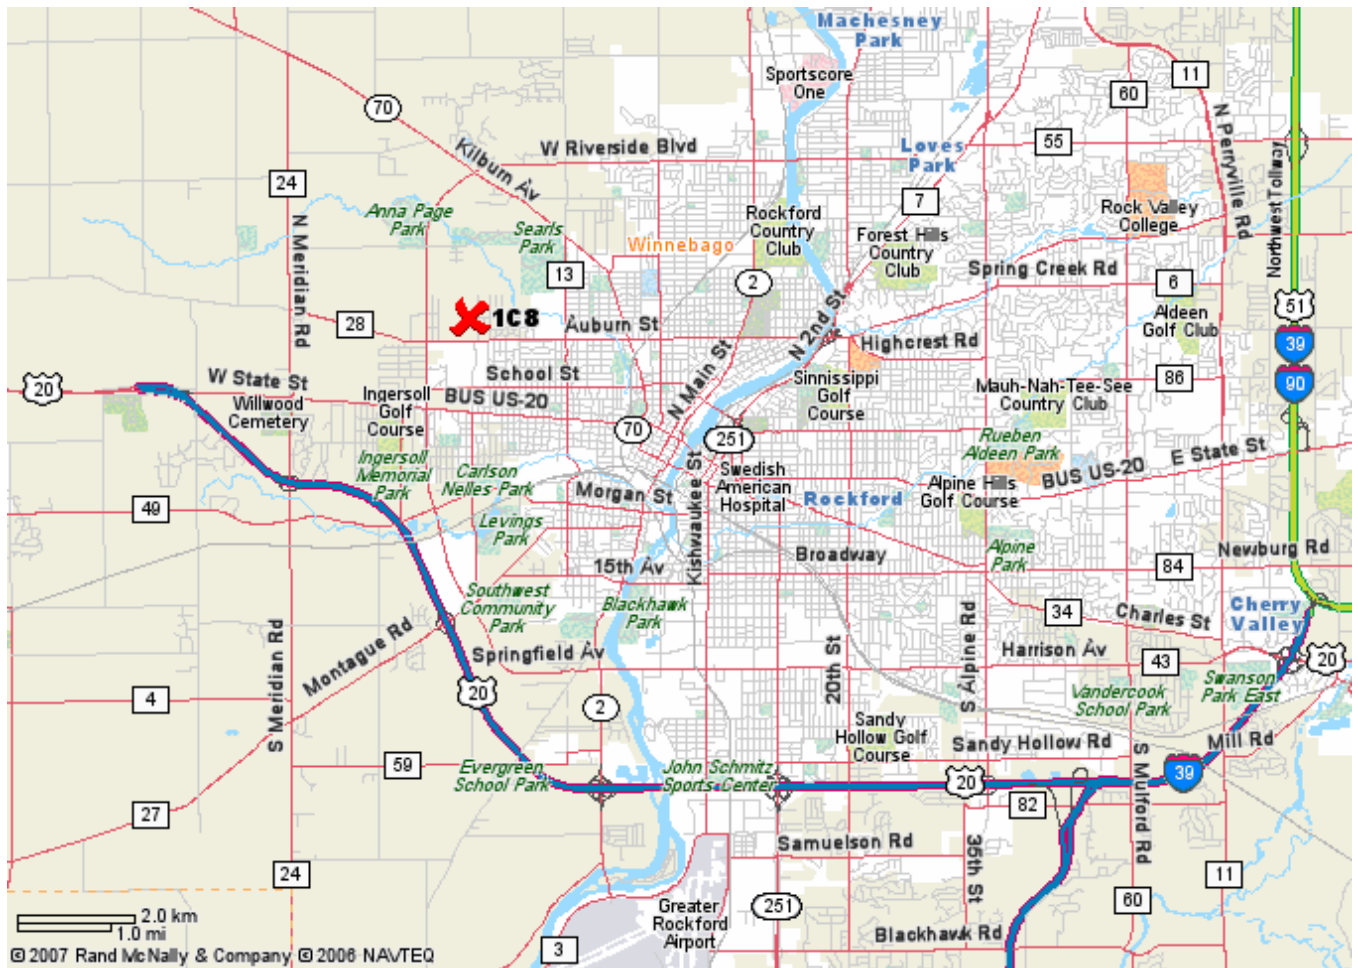 Machesney
Park
Sportscore
One
11
60
70
N Perryville Rd
Kilburn Av
W Riverside Blvd
Loves
Park
55
Northwest Tollway
24
7
Anna Page
Park
Searls
Park
Rockford
Country
Club
Rock Valley
College
N Meridian Rd
Winnebago
Forest Hills
Country
Club
13
2
Spring Creek Rd
6
51
1C8
28
Auburn St
N 2nd St
Aldeen
Golf Club
Highcrest Rd
39
W State St
School St
N Main St
86
90
20
Willwood
Cemetery
Ingersoll
Golf
Course
BUS US-20
Sinnissippi
Golf
Course
Mauh-Nah-Tee-See
Country Club
70
251
Rueben
Aldeen Park
E State St
BUS US-20
Ingersoll
Memorial
Park
Carlson
Nelles Park
Morgan St
Kishwaukee St
Swedish
American
Hospital
Rockford
Alpine Hills
Golf Course
49
Levings
Park
Broadway
Alpine
Park
Newburg Rd
15th Av
84
Southwest
Community
Park
Blackhawk
Park
34
Charles St
Cherry
Valley
S Meridian Rd
Montague Rd
Springfield Av
20th St
S Alpine Rd
Harrison Av
43
20
4
20
2
Vandercook
School Park
Swanson
Park East
Sandy
Hollow Golf
Course
Sandy Hollow Rd
Mill Rd
59
Evergreen
School Park
John Schmitz
Sports Center
20
39
S Mulford Rd
27
82
Samuelson Rd
35th St
24
11
60
251
Greater
Rockford
Airport
2.0 km
1.0 mi
3
Blackhawk Rd
© 2007 Rand McNally & Company © 2006 NAVTEQ